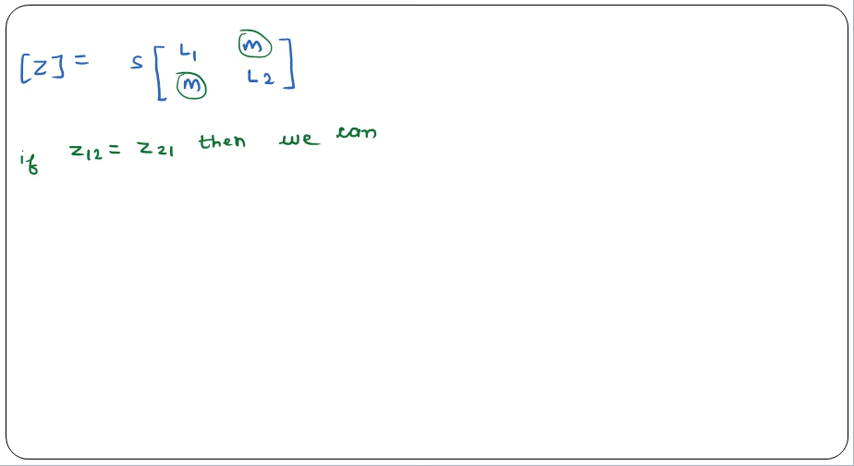 [Z] = S [ L1 m
m L2 ]
if Z12 = Z21 then we can